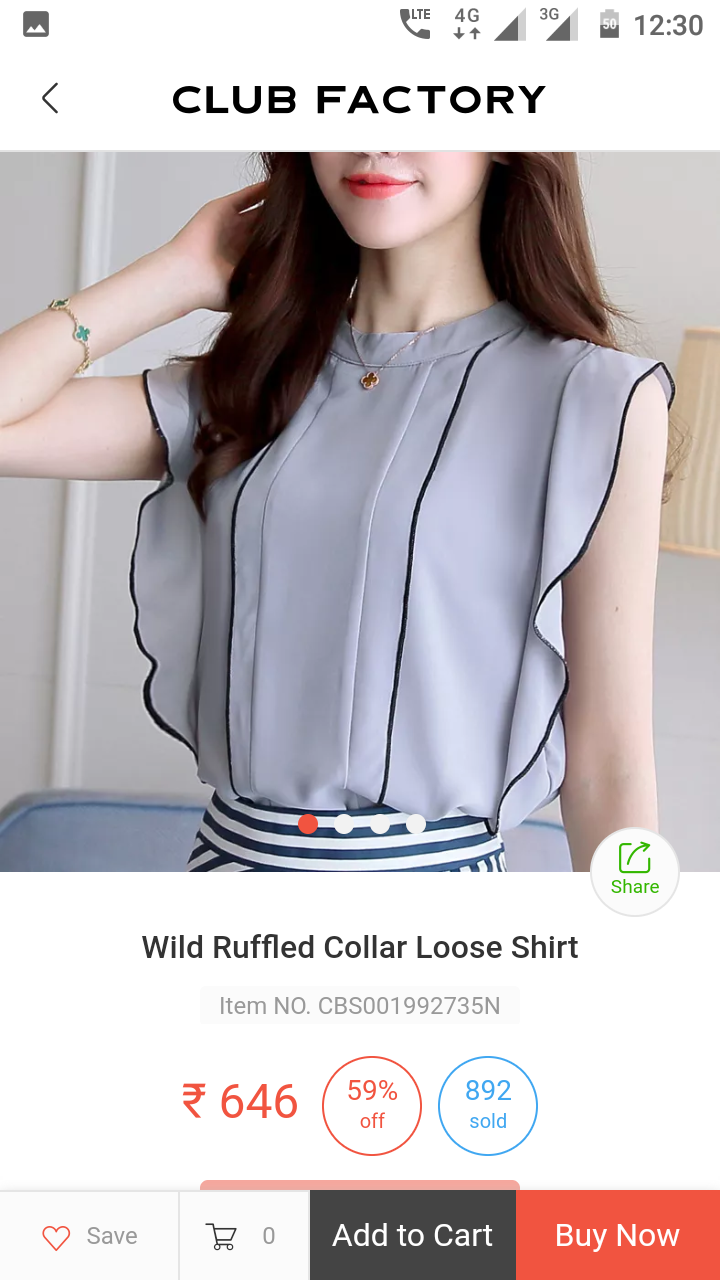 LTE 4G 3G 50 12:30
CLUB FACTORY
Share
Wild Ruffled Collar Loose Shirt
Item NO. CBS001992735N
₹ 646
59% off
892 sold
Save
0
Add to Cart
Buy Now